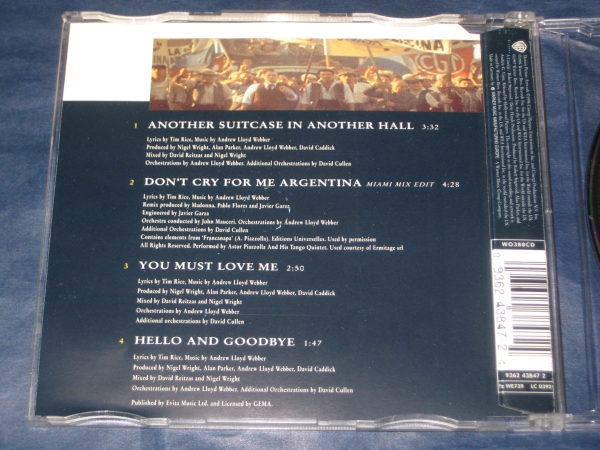 CGT
1 ANOTHER SUITCASE IN ANOTHER HALL 3:32
Lyrics by Tim Rice, Music by Andrew Lloyd Webber
Produced by Nigel Wright, Alan Parker, Andrew Lloyd Webber, David Caddick
Mixed by David Reitzas and Nigel Wright
Orchestrations by Andrew Lloyd Webber. Additional Orchestrations by David Cullen
2 DON'T CRY FOR ME ARGENTINA MIAMI MIX EDIT 4:28
Lyrics by Tim Rice, Music by Andrew Lloyd Webber
Remix produced by Madonna, Pablo Flores and Javier Garza
Engineered by Javier Garza
Orchestra conducted by John Mauceri. Orchestrations by Andrew Lloyd Webber
Additional Orchestrations by David Cullen
Contains elements from 'Francanapa' (A. Piazzolla). Editions Universelles. Used by permission
All Rights Reserved. Performed by Astor Piazzolla And His Tango Quintet. Used courtesy of Ermitage srl
3 YOU MUST LOVE ME 2:50
Lyrics by Tim Rice, Music by Andrew Lloyd Webber
Produced by Nigel Wright, Alan Parker, Andrew Lloyd Webber, David Caddick
Mixed by David Reitzas and Nigel Wright
Orchestrations by Andrew Lloyd Webber
Additional orchestrations by David Cullen
4 HELLO AND GOODBYE 1:47
Lyrics by Tim Rice, Music by Andrew Lloyd Webber
Produced by Nigel Wright, Alan Parker, Andrew Lloyd Webber, David Caddick
Mixed by David Reitzas and Nigel Wright
Orchestrations by Andrew Lloyd Webber. Additional Orchestrations by David Cullen
Published by Evita Music Ltd. and Licensed by GEMA.
WO388CD
0 9362 43847 2
9362 43847 2
WE739 LC 0392